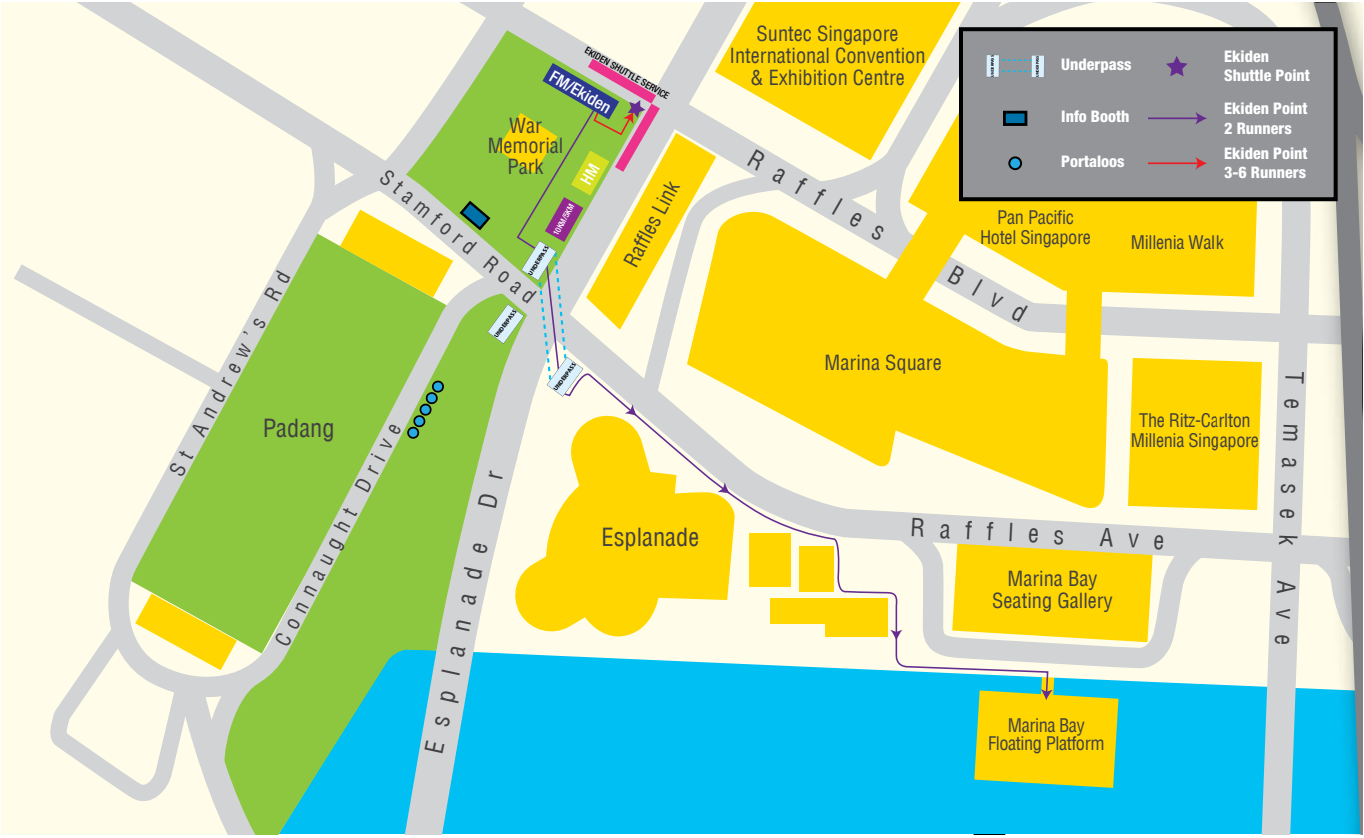 Suntec Singapore
International Convention
& Exhibition Centre
EKIDEN SHUTTLE SERVICE
FM/Ekiden
War
Memorial
Park
HM
10KM/5KM
UNDERPASS
UNDERPASS
UNDERPASS
Stamford Road
Raffles Link
Raffles Blvd
UNDERPASS
UNDERPASS
Underpass
Ekiden
Shuttle Point
Info Booth
Ekiden Point
2 Runners
Portaloos
Ekiden Point
3-6 Runners
Pan Pacific
Hotel Singapore
Millenia Walk
Marina Square
The Ritz-Carlton
Millenia Singapore
Temasek Ave
St Andrew's Rd
Padang
Connaught Drive
Esplanade Dr
Esplanade
Raffles Ave
Marina Bay
Seating Gallery
Marina Bay
Floating Platform